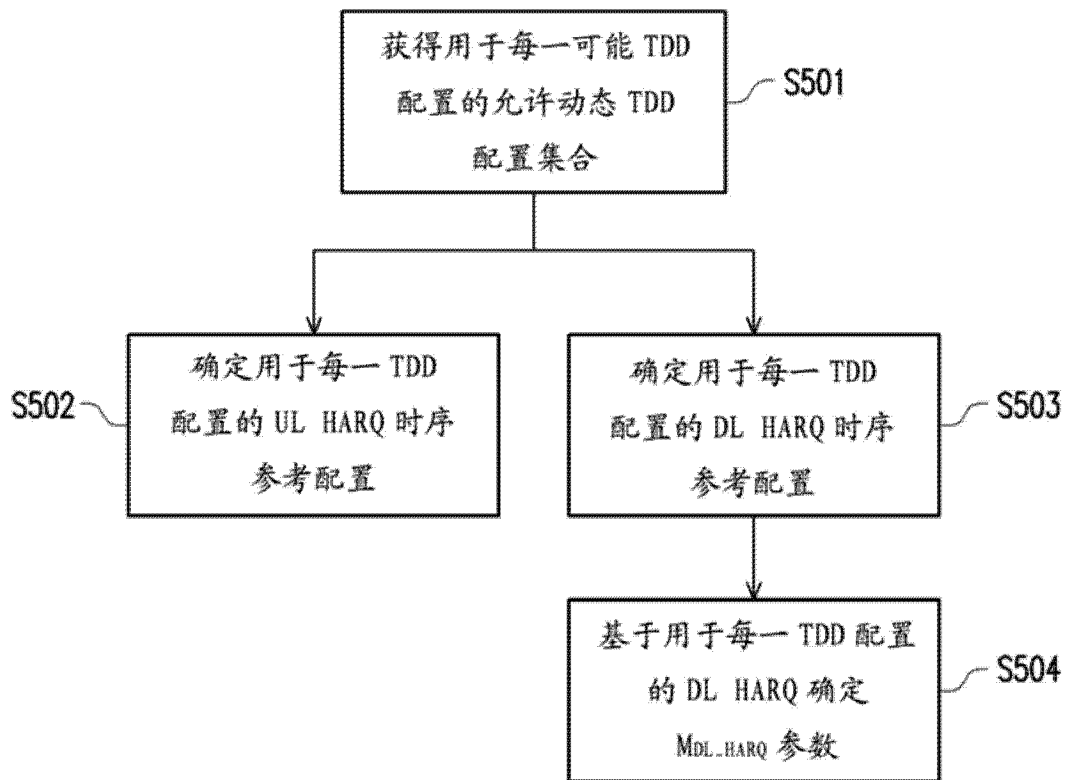 获得用于每一可能 TDD
配置的允许动态 TDD
配置集合
S501
确定用于每一 TDD
配置的 UL HARQ 时序
参考配置
S502
确定用于每一 TDD
配置的 DL HARQ 时序
参考配置
S503
基于用于每一 TDD 配置
的 DL HARQ 确定
MDL_HARQ 参数
S504